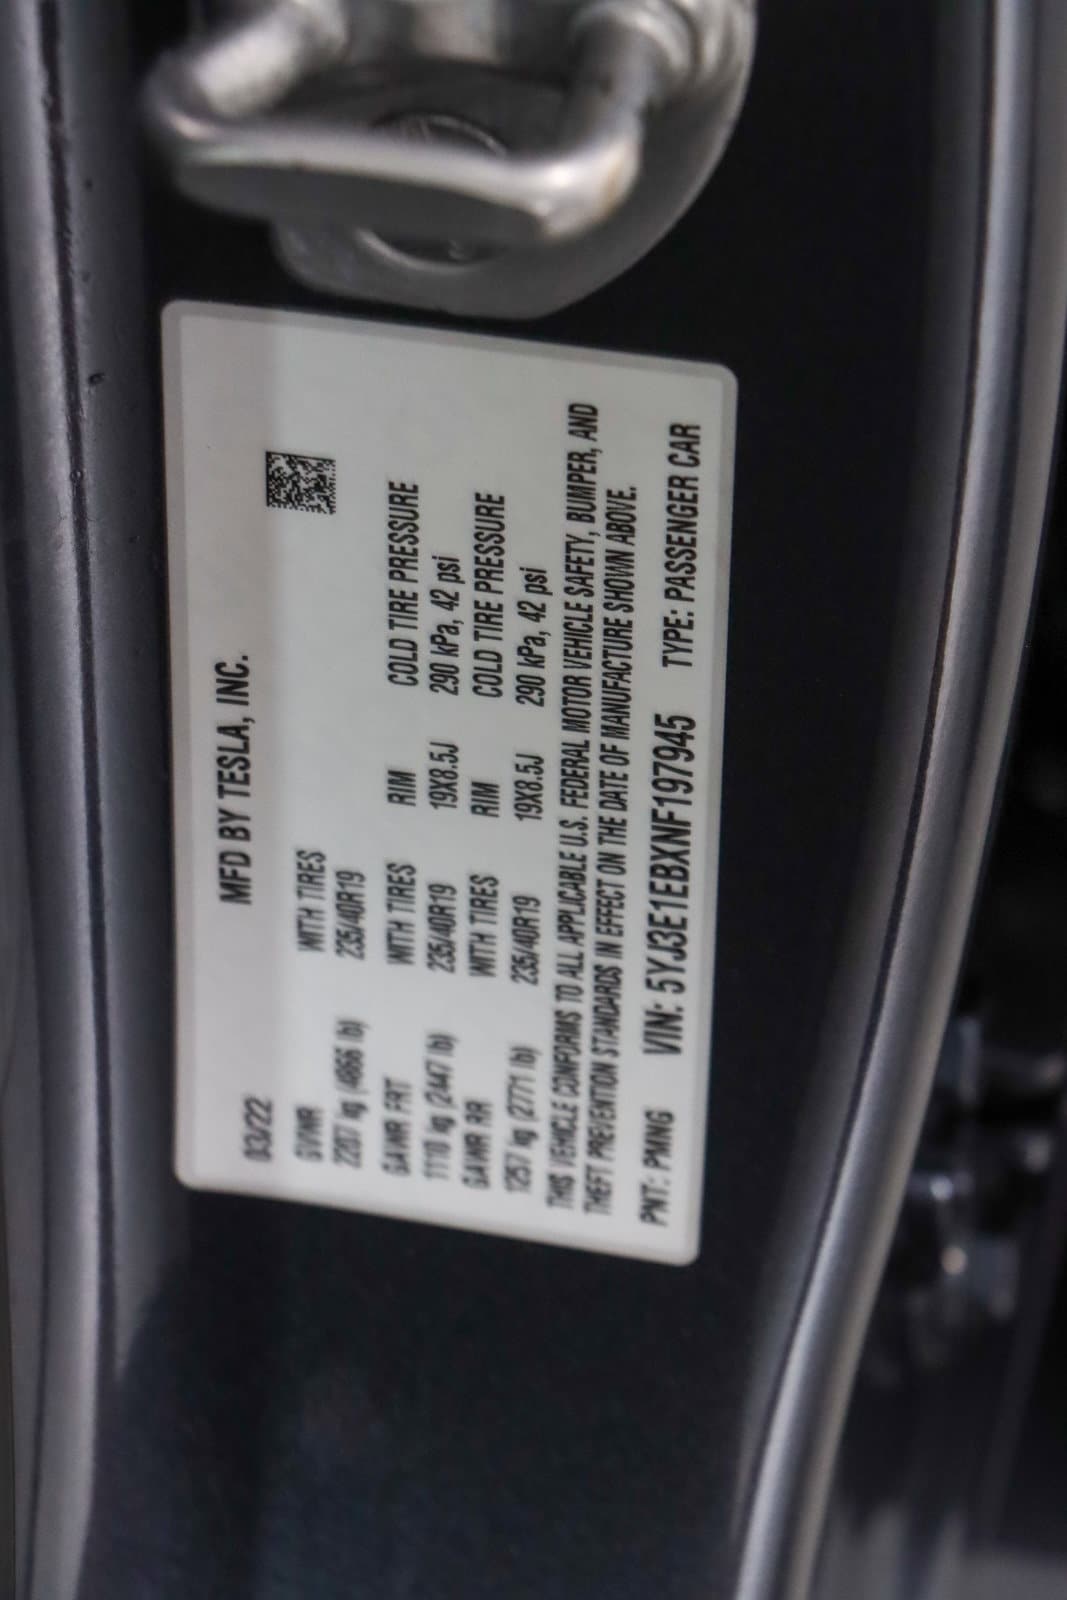 MFD BY TESLA, INC.
03/22
GVWR WITH TIRES
2207 kg (4866 lb) 235/40R19
GAWR FRT WITH TIRES RIM COLD TIRE PRESSURE
1110 kg (2447 lb) 235/40R19 19X8.5J 290 kPa, 42 psi
GAWR RR WITH TIRES RIM COLD TIRE PRESSURE
1257 kg (2771 lb) 235/40R19 19X8.5J 290 kPa, 42 psi
THIS VEHICLE CONFORMS TO ALL APPLICABLE U.S. FEDERAL MOTOR VEHICLE SAFETY, BUMPER, AND
THEFT PREVENTION STANDARDS IN EFFECT ON THE DATE OF MANUFACTURE SHOWN ABOVE.
PNT: PMNG VIN: 5YJ3E1EBXNF197945 TYPE: PASSENGER CAR